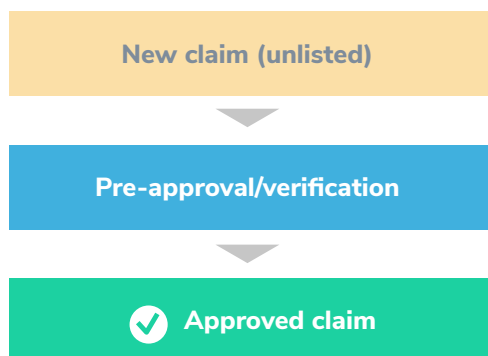 New claim (unlisted)
Pre-approval/verification
Approved claim